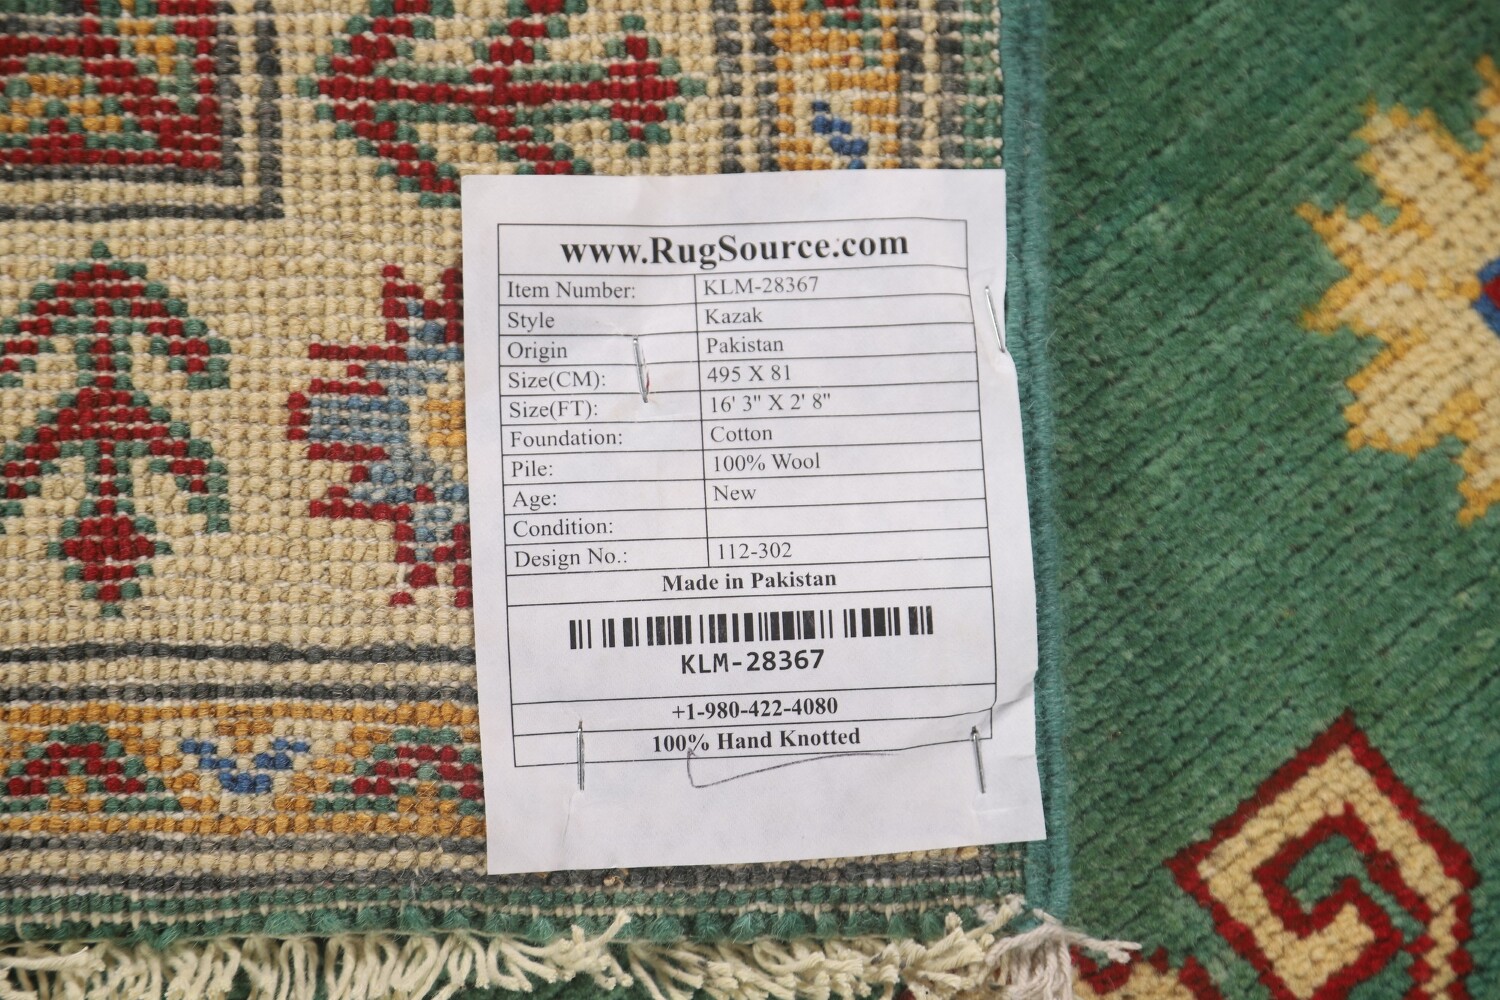 www.RugSource.com
Item Number: KLM-28367
Style Kazak
Origin Pakistan
Size(CM): 495 X 81
Size(FT): 16' 3" X 2' 8"
Foundation: Cotton
Pile: 100% Wool
Age: New
Condition:
Design No.: 112-302
Made in Pakistan
KLM-28367
+1-980-422-4080
100% Hand Knotted